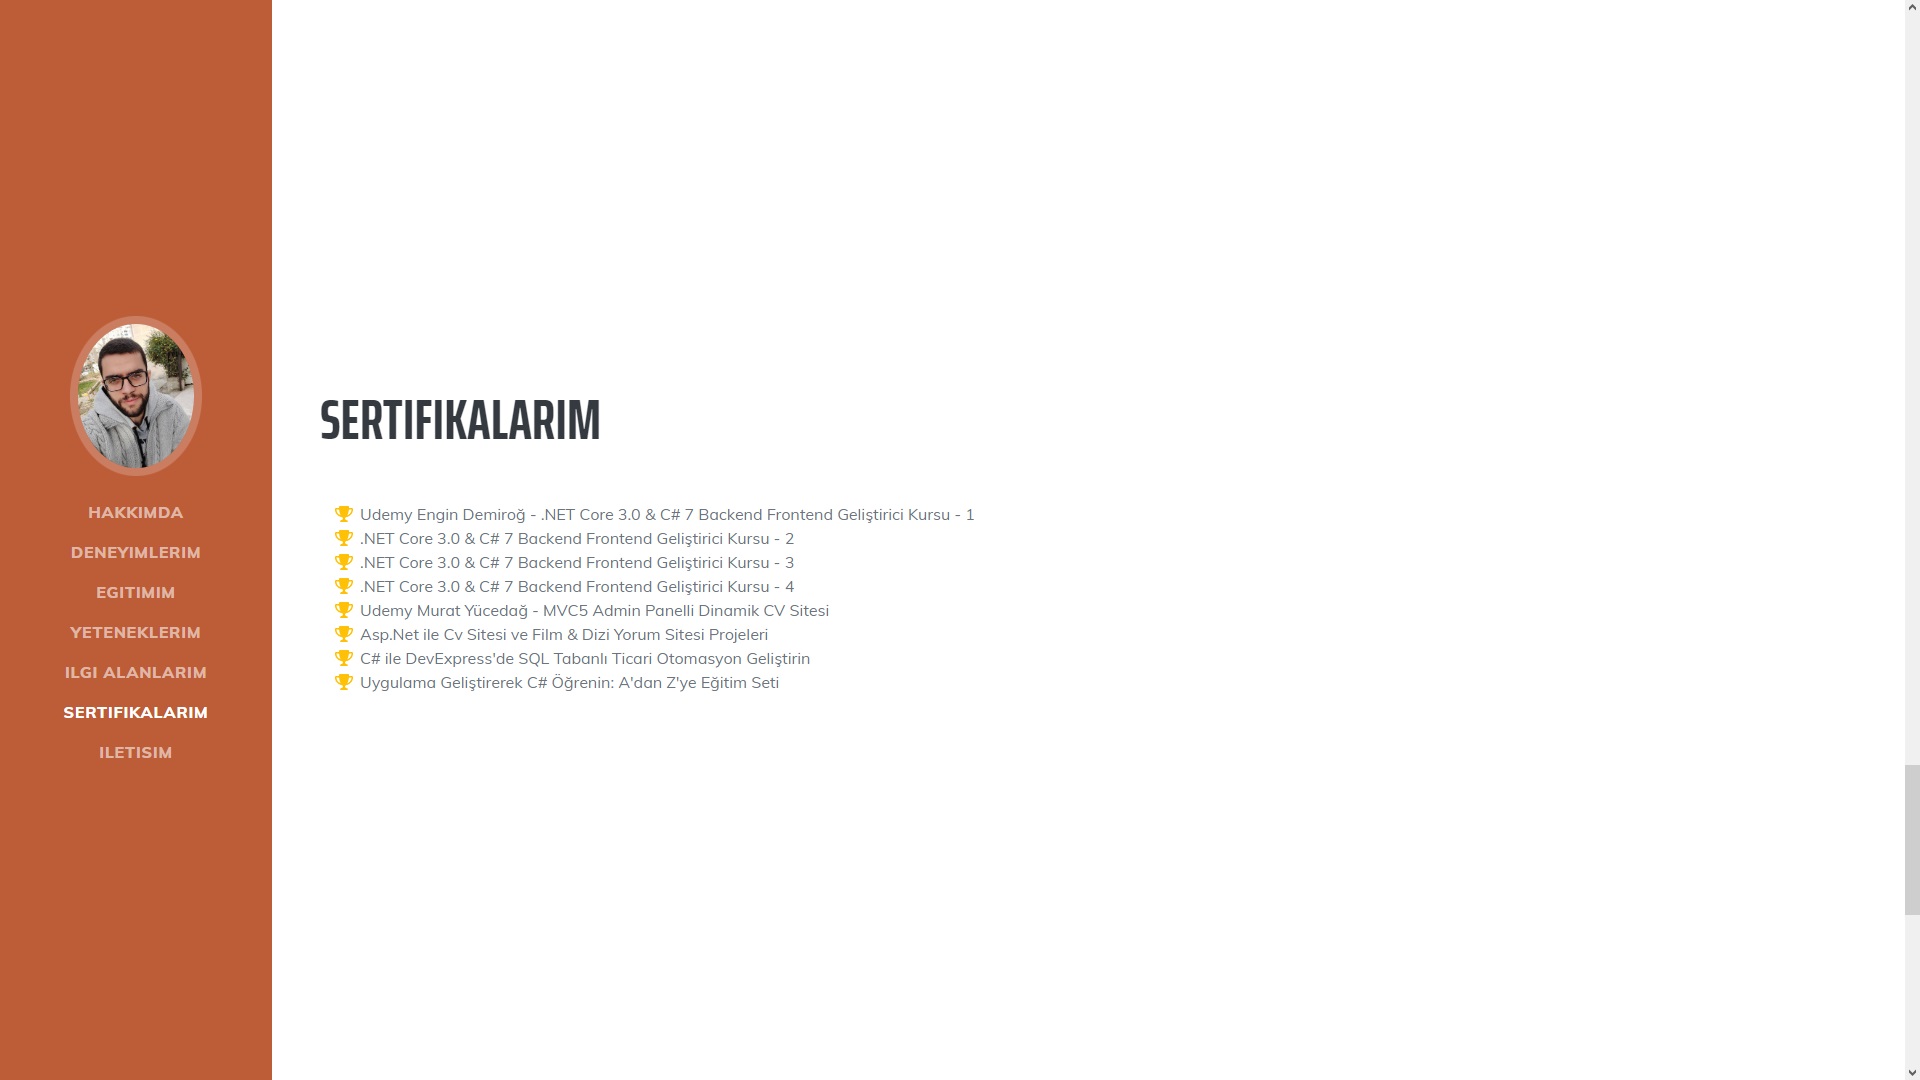 HAKKIMDA
DENEYIMLERIM
EGITIMIM
YETENEKLERIM
ILGI ALANLARIM
SERTIFIKALARIM
ILETISIM
SERTIFIKALARIM
Udemy Engin Demiroğ - .NET Core 3.0 & C# 7 Backend Frontend Geliştirici Kursu - 1
.NET Core 3.0 & C# 7 Backend Frontend Geliştirici Kursu - 2
.NET Core 3.0 & C# 7 Backend Frontend Geliştirici Kursu - 3
.NET Core 3.0 & C# 7 Backend Frontend Geliştirici Kursu - 4
Udemy Murat Yücedağ - MVC5 Admin Panelli Dinamik CV Sitesi
Asp.Net ile Cv Sitesi ve Film & Dizi Yorum Sitesi Projeleri
C# ile DevExpress'de SQL Tabanlı Ticari Otomasyon Geliştirin
Uygulama Geliştirerek C# Öğrenin: A'dan Z'ye Eğitim Seti